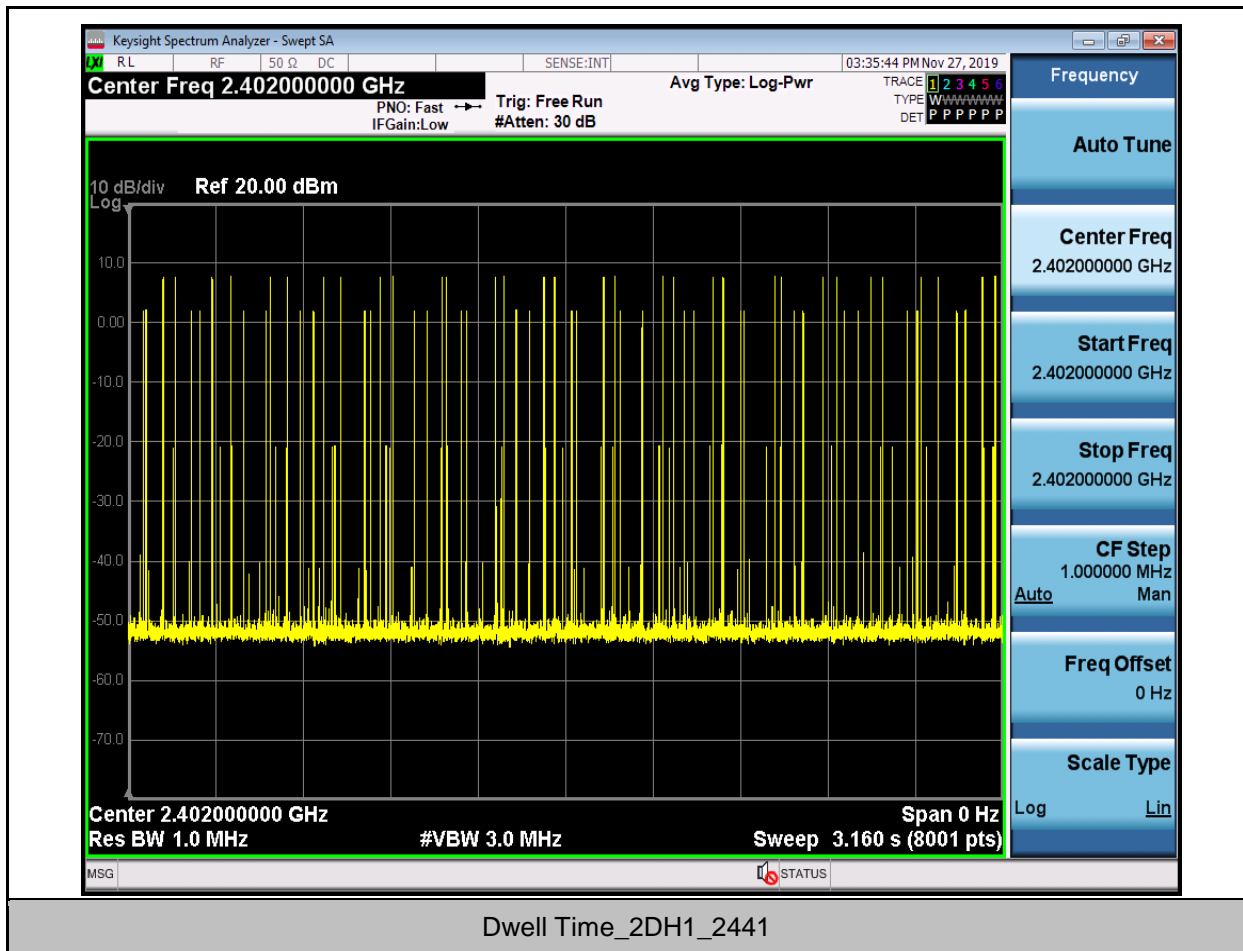 Keysight Spectrum Analyzer - Swept SA
LXI RL RF 50 Ω DC SENSE:INT 03:35:44 PM Nov 27, 2019
Center Freq 2.402000000 GHz
PNO: Fast
IFGain:Low
Trig: Free Run
#Atten: 30 dB
Avg Type: Log-Pwr
TRACE 1 2 3 4 5 6
TYPE WWWWWW
DET P P P P P P
10 dB/div Ref 20.00 dBm
Log
10.0
0.00
-10.0
-20.0
-30.0
-40.0
-50.0
-60.0
-70.0
Center 2.402000000 GHz Span 0 Hz
Res BW 1.0 MHz #VBW 3.0 MHz Sweep 3.160 s (8001 pts)
MSG STATUS
Frequency
Auto Tune
Center Freq
2.402000000 GHz
Start Freq
2.402000000 GHz
Stop Freq
2.402000000 GHz
CF Step
1.000000 MHz
Auto Man
Freq Offset
0 Hz
Scale Type
Log Lin
Dwell Time_2DH1_2441